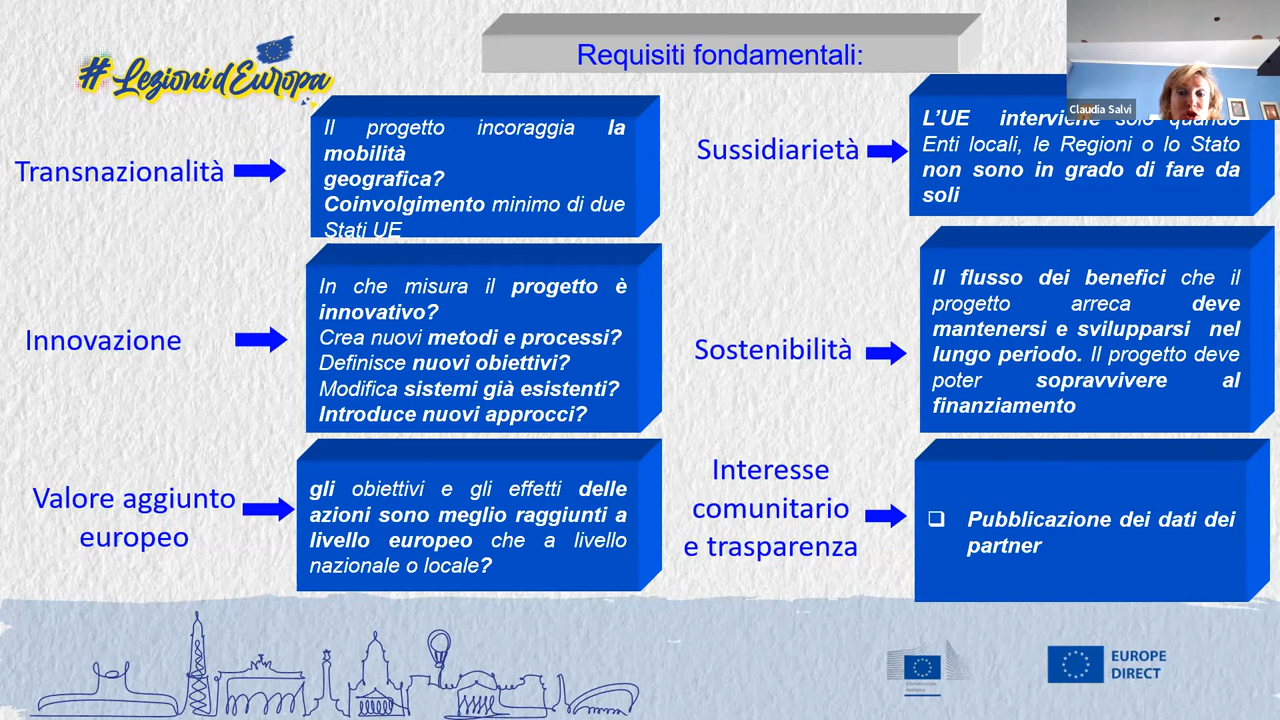 # Lezioni d'Europa
Requisiti fondamentali:
Claudia Salvi
Transnazionalità
Il progetto incoraggia la
mobilità
geografica?
Coinvolgimento minimo di due
Stati UE
Sussidiarietà
L'UE interviene solo quando
Enti locali, le Regioni o lo Stato
non sono in grado di fare da
soli
Innovazione
In che misura il progetto è
innovativo?
Crea nuovi metodi e processi?
Definisce nuovi obiettivi?
Modifica sistemi già esistenti?
Introduce nuovi approcci?
Sostenibilità
Il flusso dei benefici che il
progetto arreca deve
mantenersi e svilupparsi nel
lungo periodo. Il progetto deve
poter sopravvivere al
finanziamento
Valore aggiunto
europeo
gli obiettivi e gli effetti delle
azioni sono meglio raggiunti a
livello europeo che a livello
nazionale o locale?
Interesse
comunitario
e trasparenza
❑ Pubblicazione dei dati dei
partner
EUROPE
DIRECT